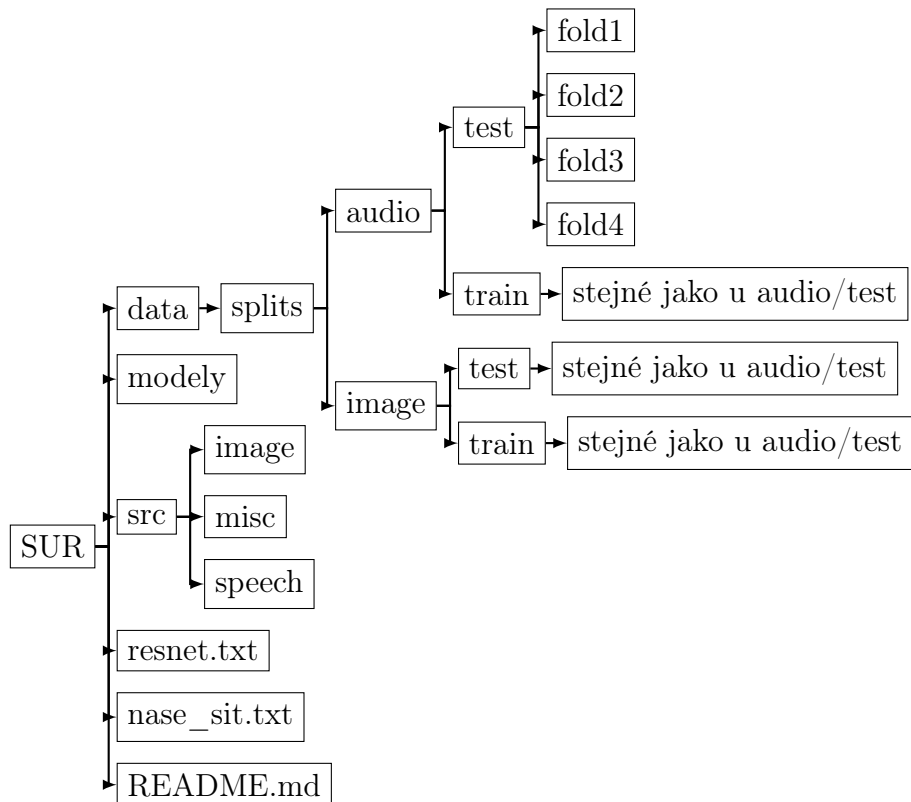 fold1
fold2
test
fold3
audio
fold4
train
stejné jako u audio/test
data
splits
test
stejné jako u audio/test
modely
image
train
stejné jako u audio/test
image
src
misc
SUR
speech
resnet.txt
nase_sit.txt
README.md